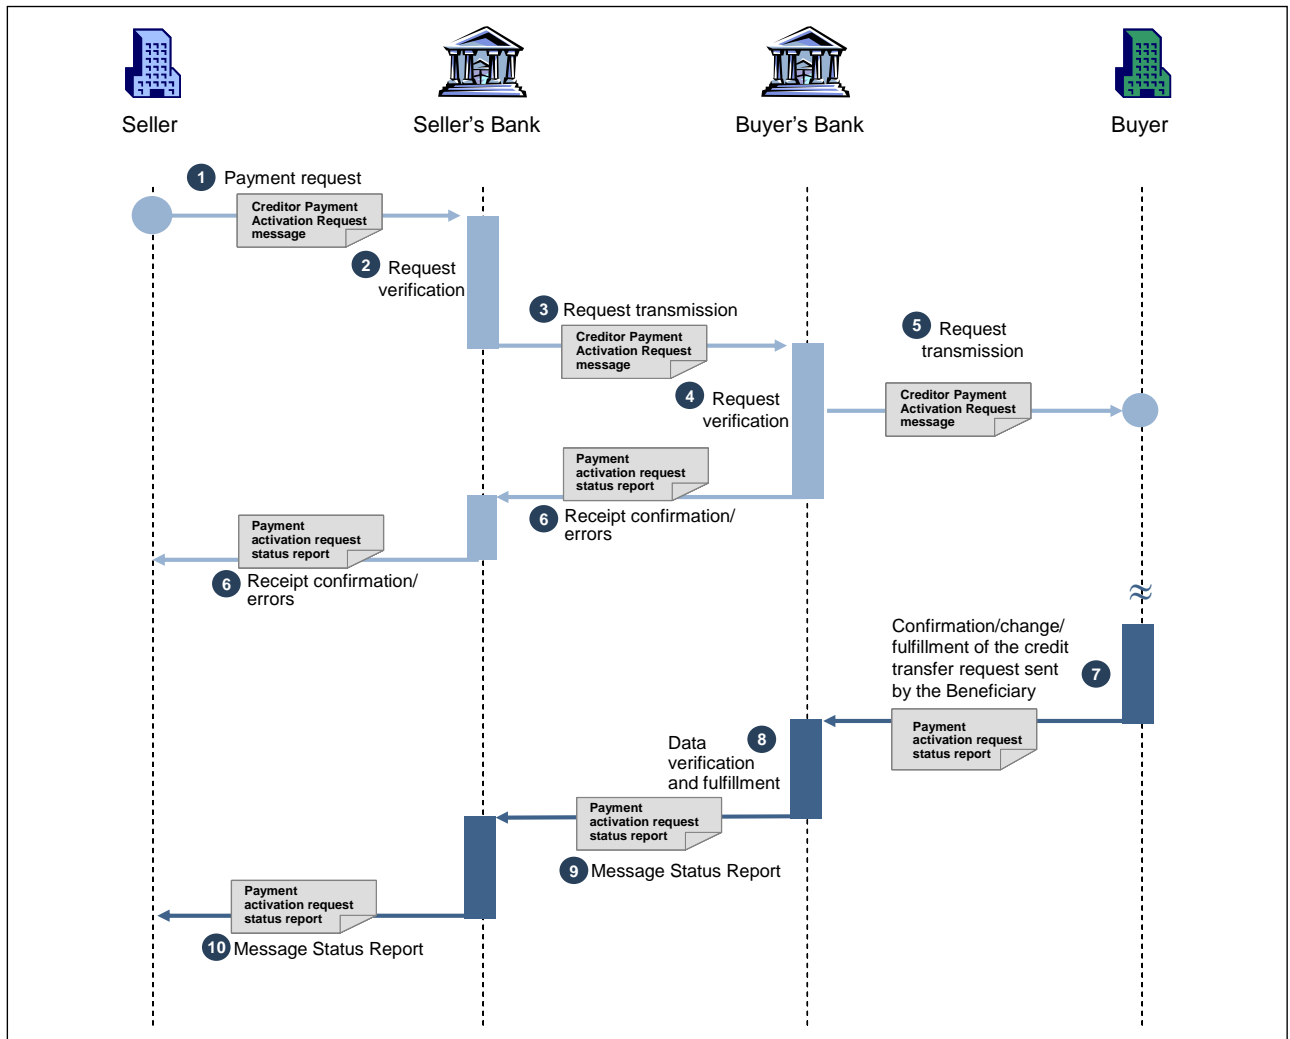 Seller
Seller's Bank
Buyer's Bank
Buyer
1 Payment request
Creditor Payment
Activation Request
message
2 Request
verification
3 Request transmission
Creditor Payment
Activation Request
message
4 Request
verification
5 Request
transmission
Creditor Payment
Activation Request
message
Payment
activation request
status report
6 Receipt confirmation/
errors
Payment
activation request
status report
6 Receipt confirmation/
errors
≈
Confirmation/change/
fulfillment of the credit
transfer request sent
by the Beneficiary
7
Payment
activation request
status report
8
Data
verification
and fulfillment
Payment
activation request
status report
9 Message Status Report
Payment
activation request
status report
10 Message Status Report